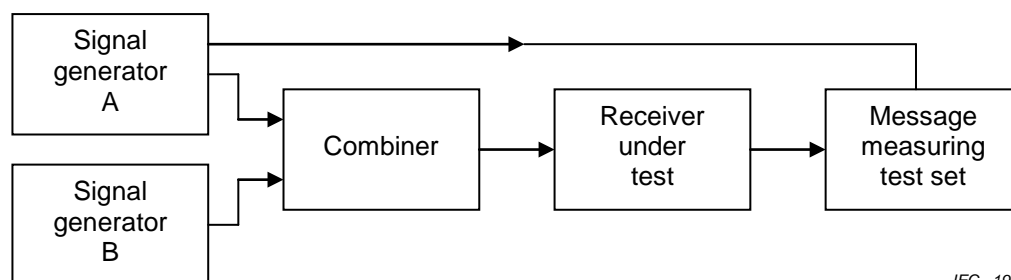 Signal
generator
A
Signal
generator
B
Combiner
Receiver
under
test
Message
measuring
test set